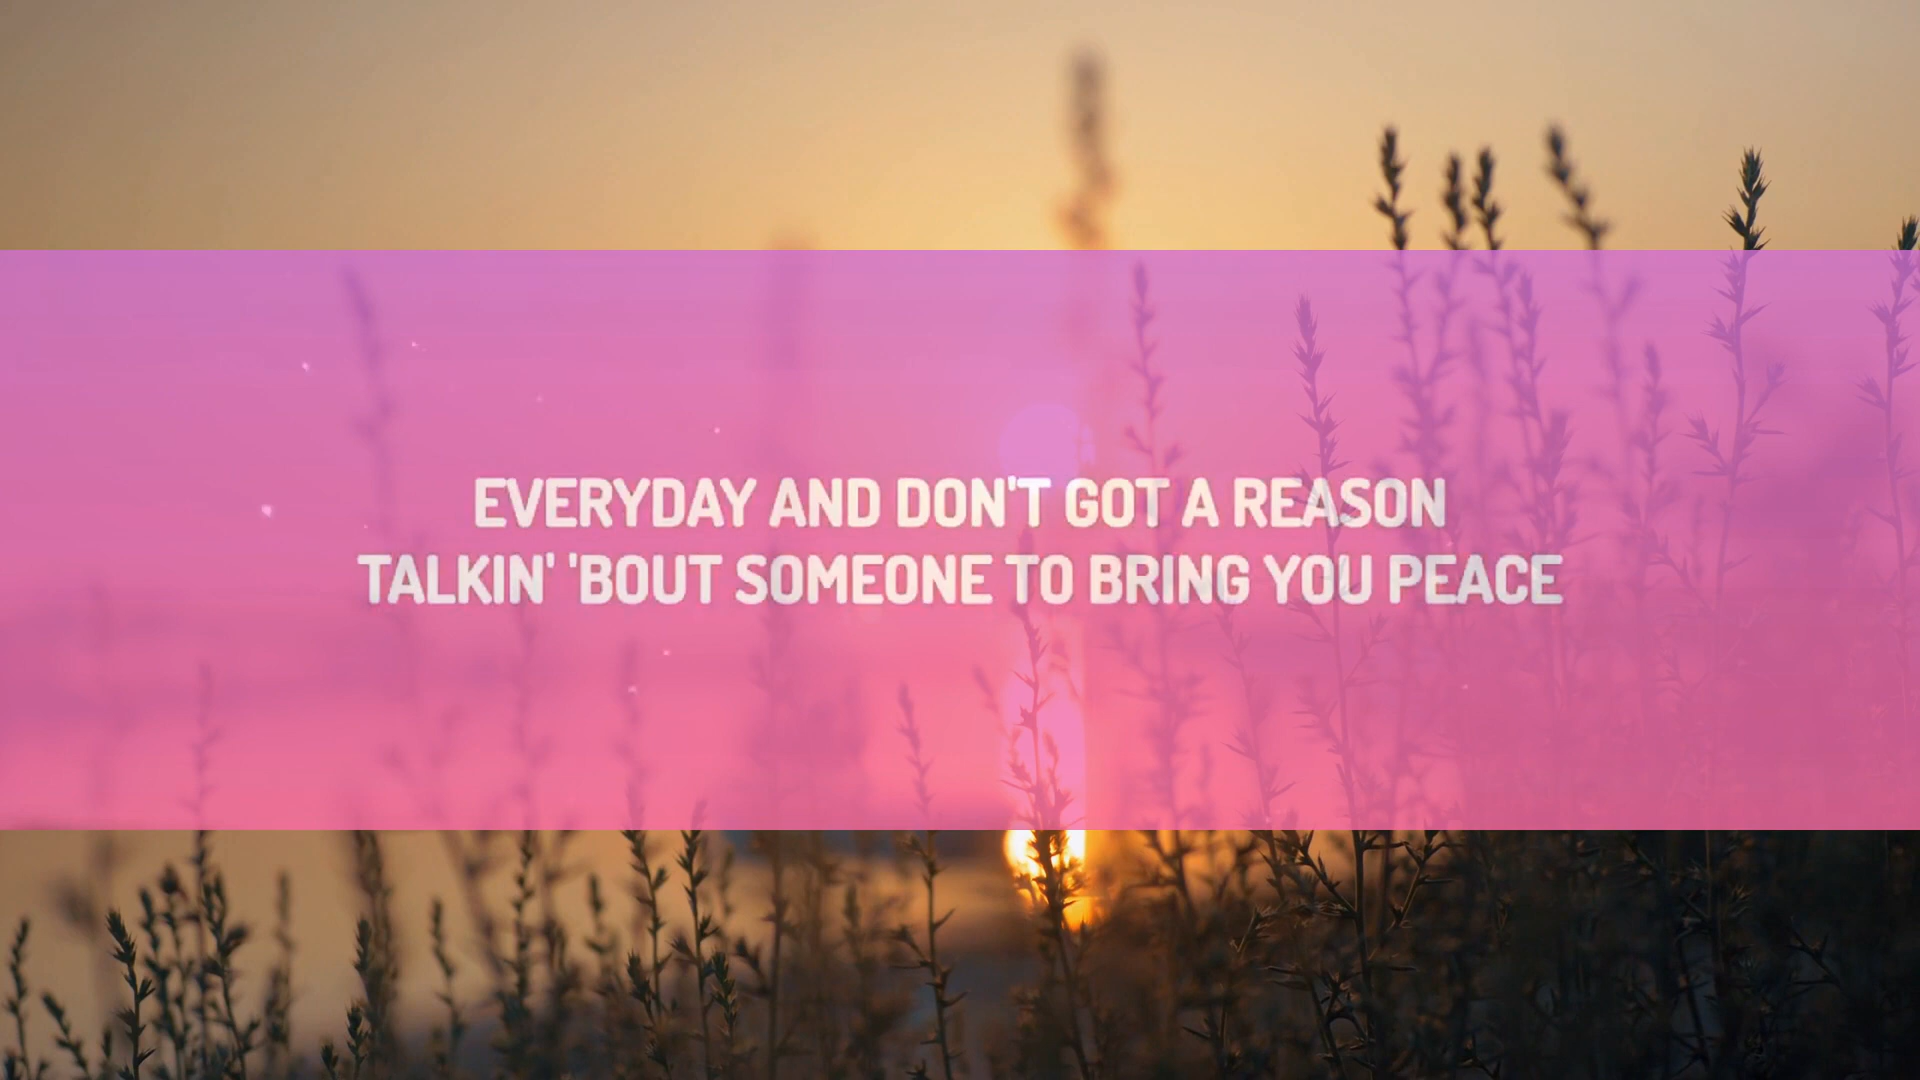 EVERYDAY AND DON'T GOT A REASON
TALKIN' 'BOUT SOMEONE TO BRING YOU PEACE